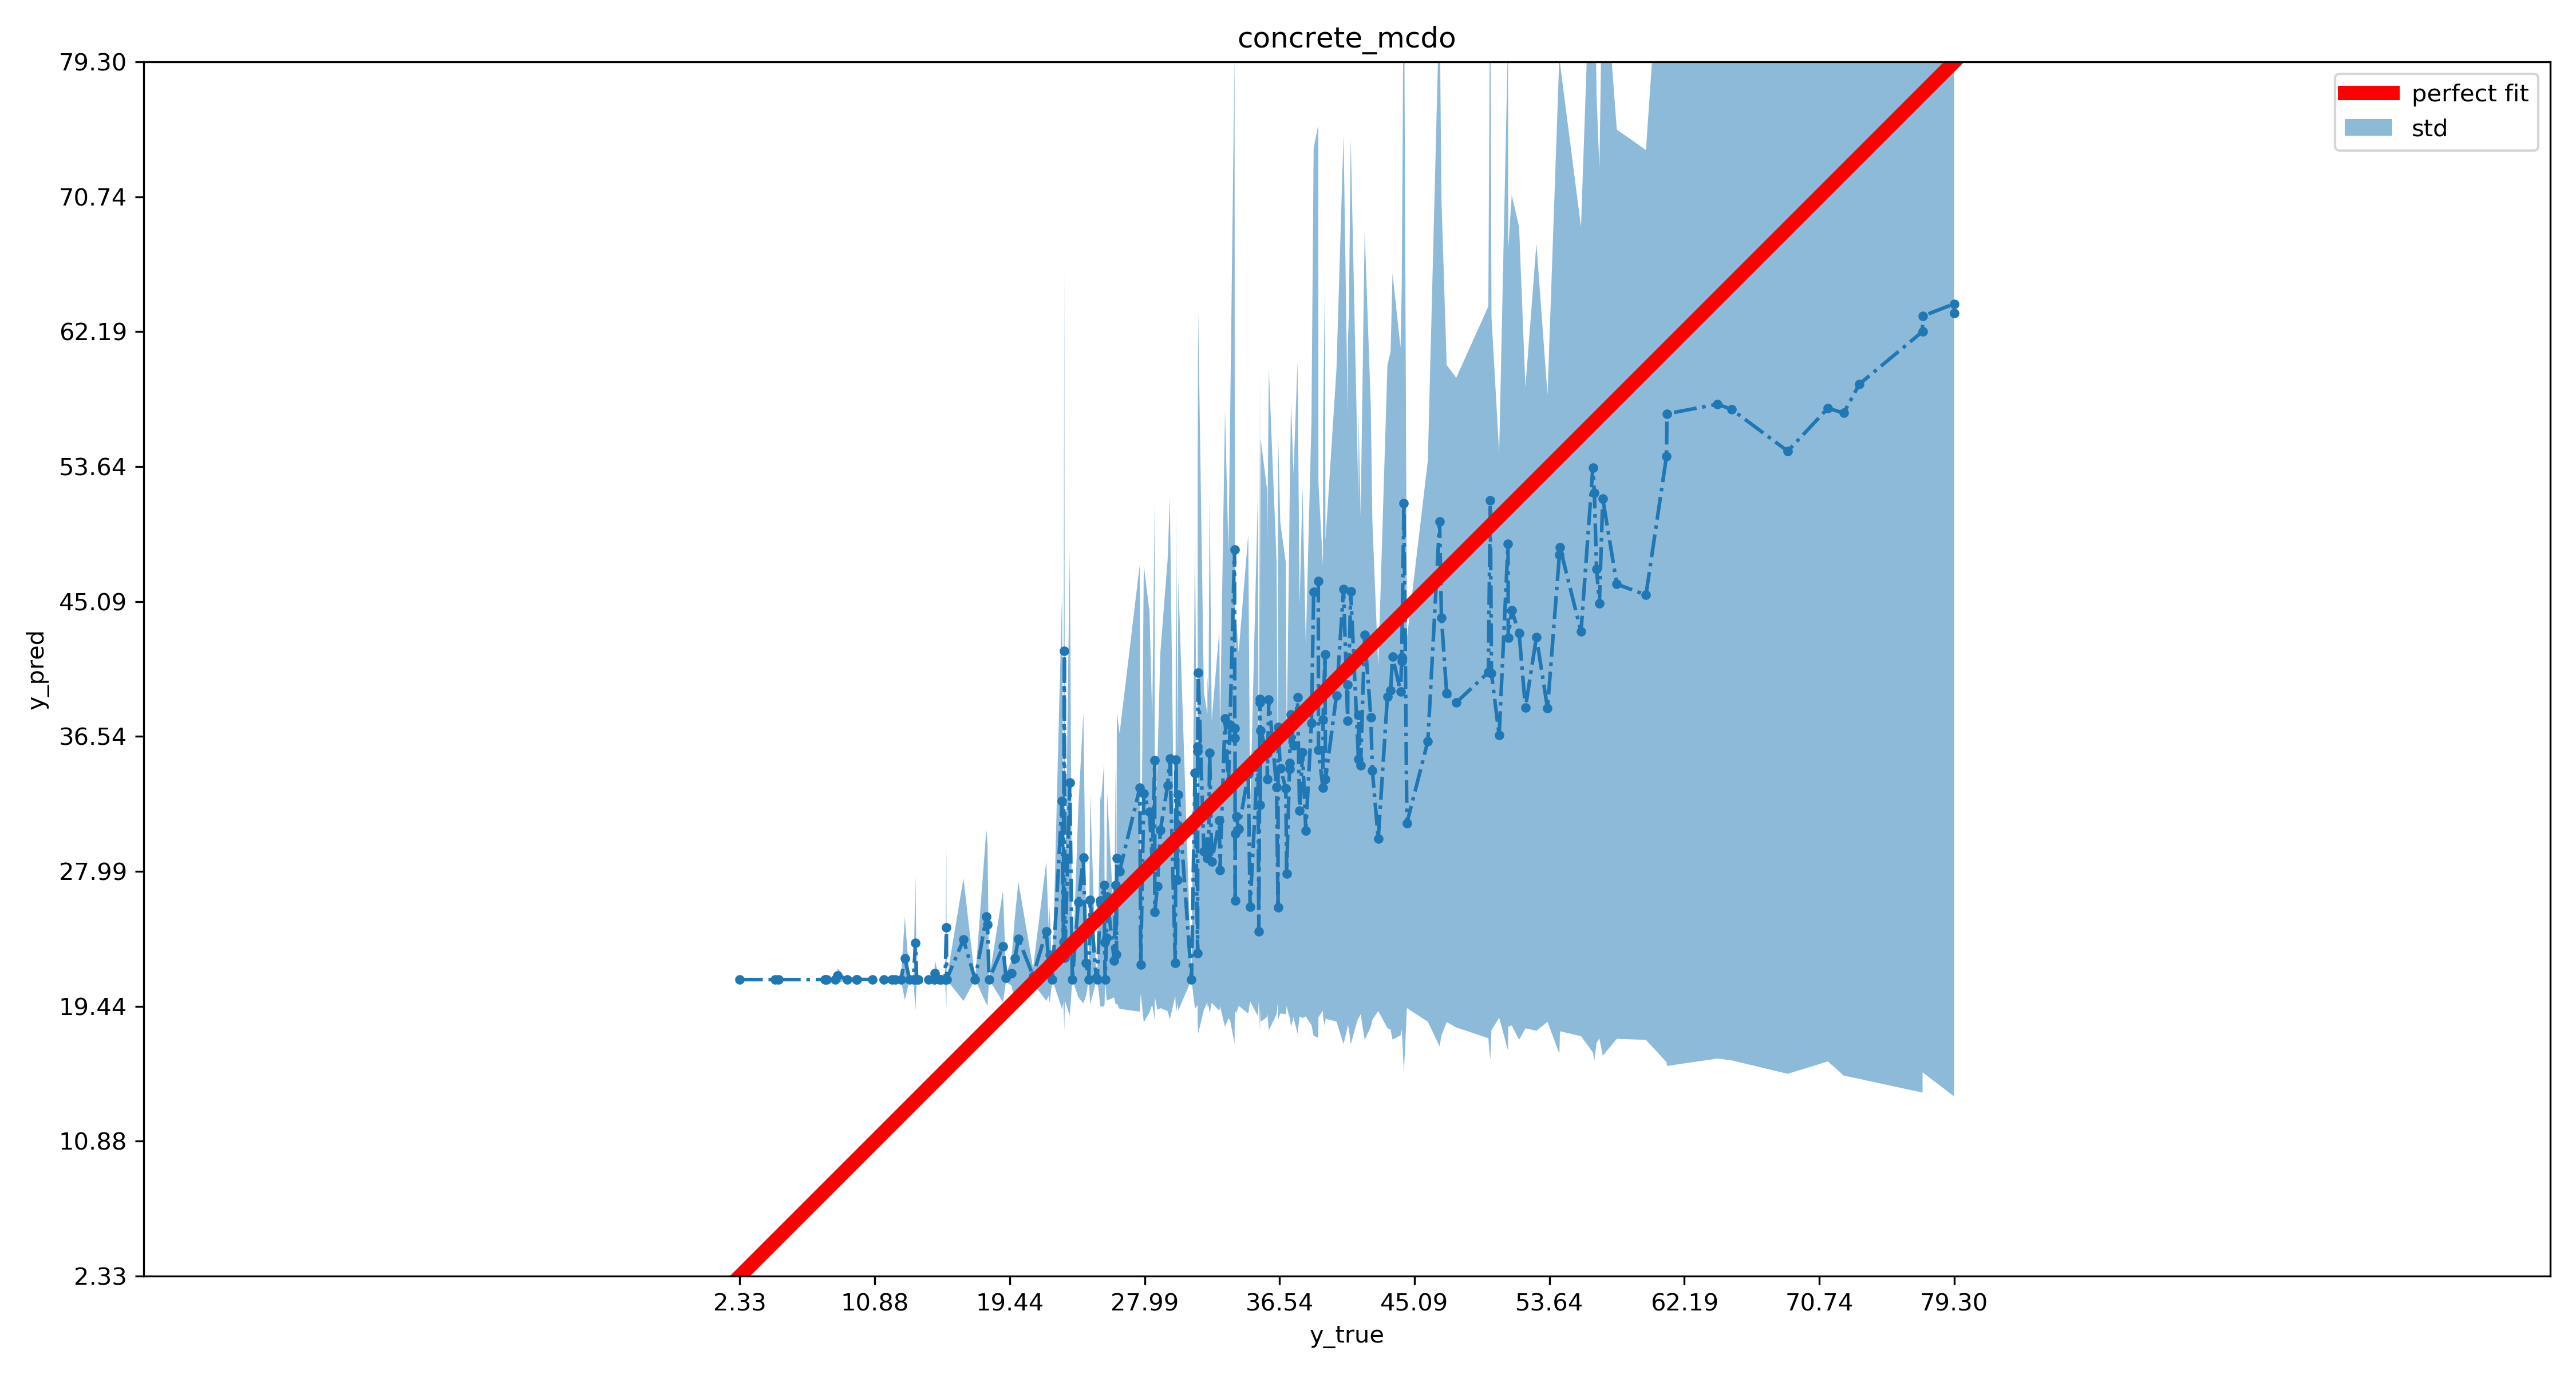 concrete_mcdo
79.30
70.74
62.19
53.64
45.09
36.54
27.99
19.44
10.88
2.33
y_pred
perfect fit
std
2.33 10.88 19.44 27.99 36.54 45.09 53.64 62.19 70.74 79.30
y_true